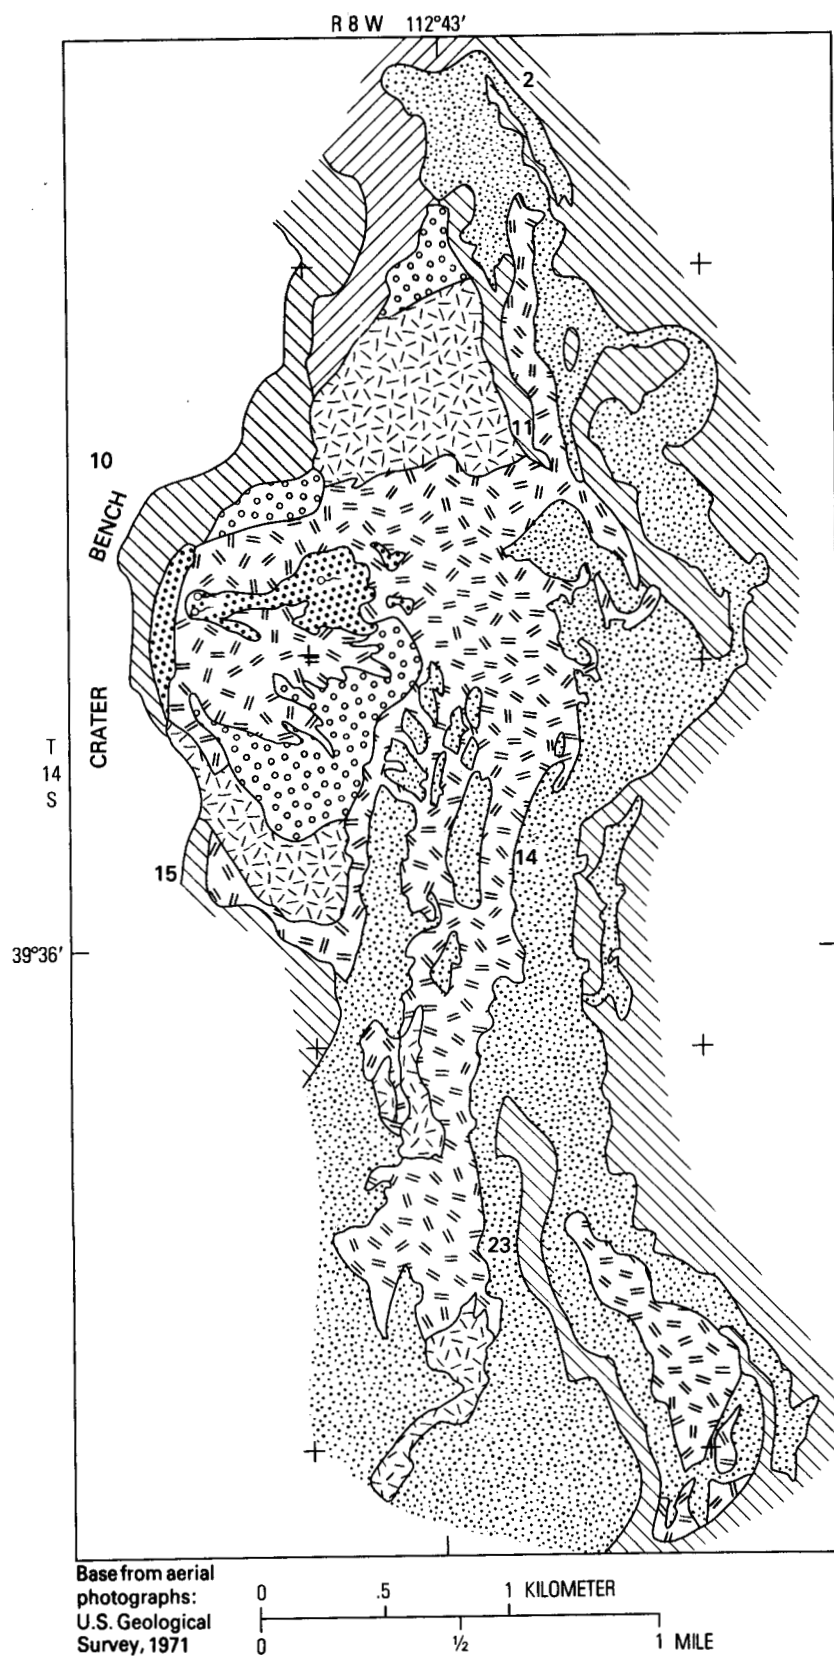 R 8 W 112°43′
2
11
10
BENCH
CRATER
T
14
S
15
14
39°36′
23
Base from aerial
photographs:
U.S. Geological
Survey, 1971
0 .5 1 KILOMETER
0 ½ 1 MILE